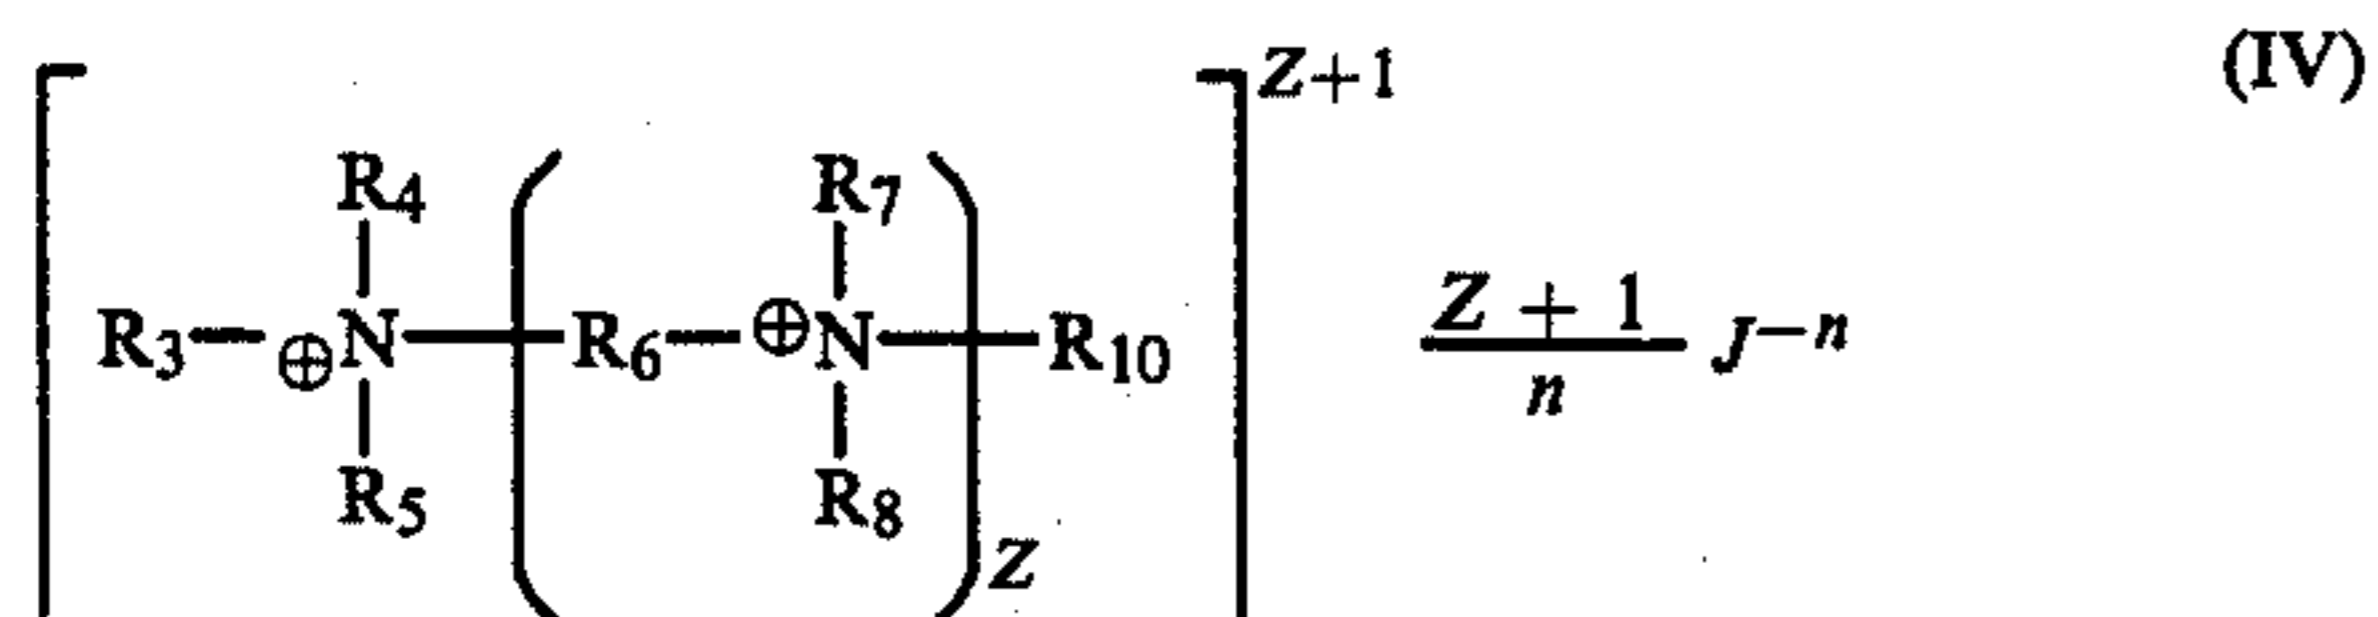 Z+1 (IV)
R4 R7
R3—⊕N—(R6—⊕N—)R10 Z + 1 J−n
n
R5 R8
Z